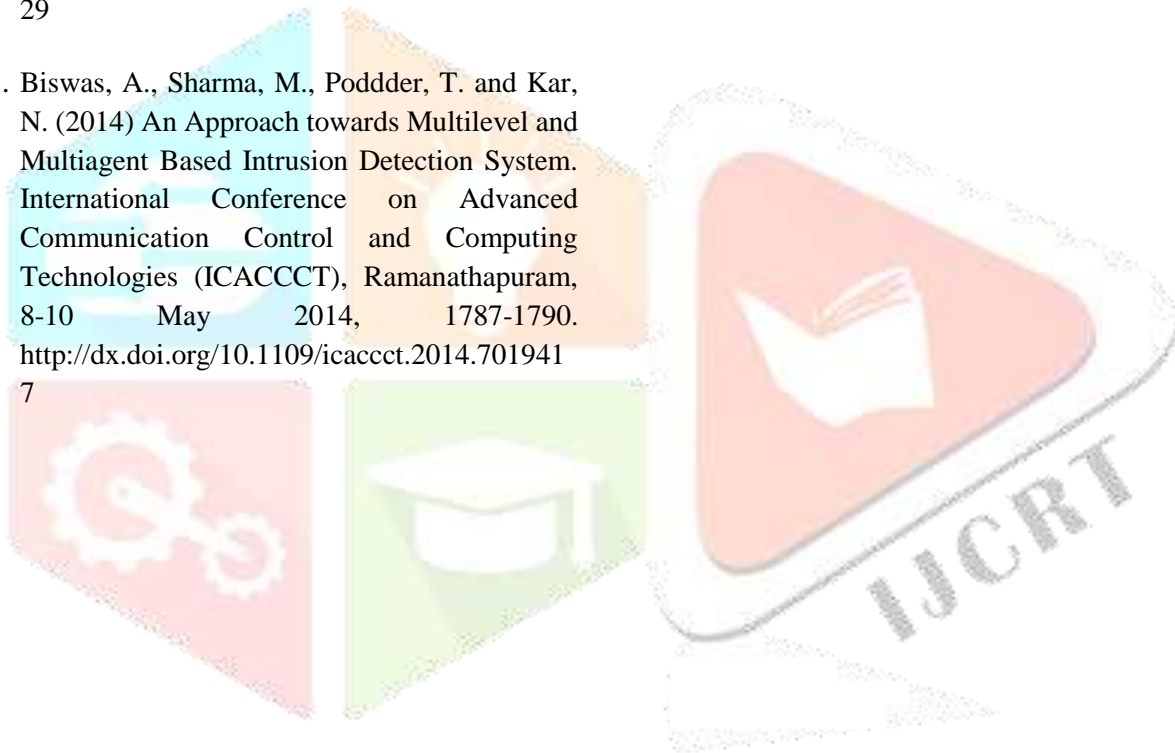 29
. Biswas, A., Sharma, M., Poddder, T. and Kar,
N. (2014) An Approach towards Multilevel and
Multiagent Based Intrusion Detection System.
International Conference on Advanced
Communication Control and Computing
Technologies (ICACCCT), Ramanathapuram,
8-10 May 2014, 1787-1790.
http://dx.doi.org/10.1109/icaccct.2014.701941
7
IJCRT